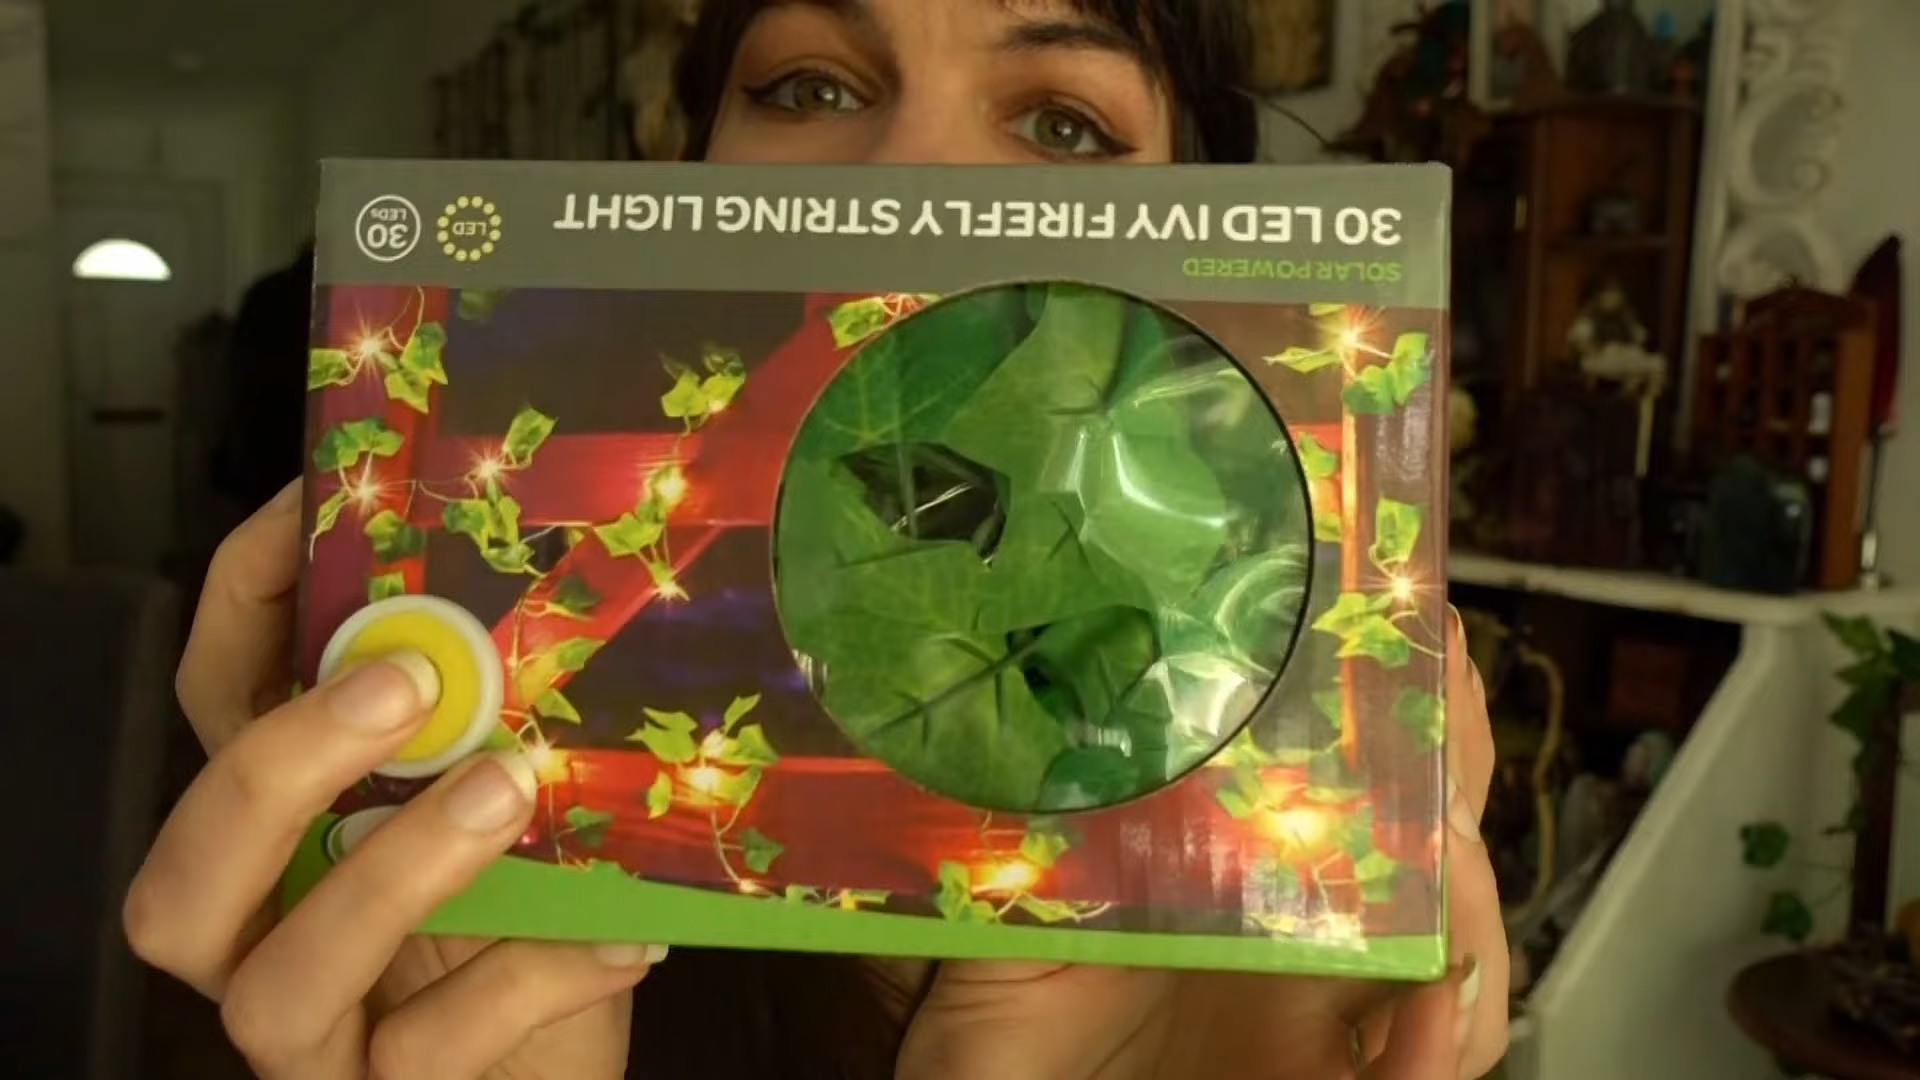 SOLAR POWERED
30 LED IVY FIREFLY STRING LIGHT
LED
30
LEDs